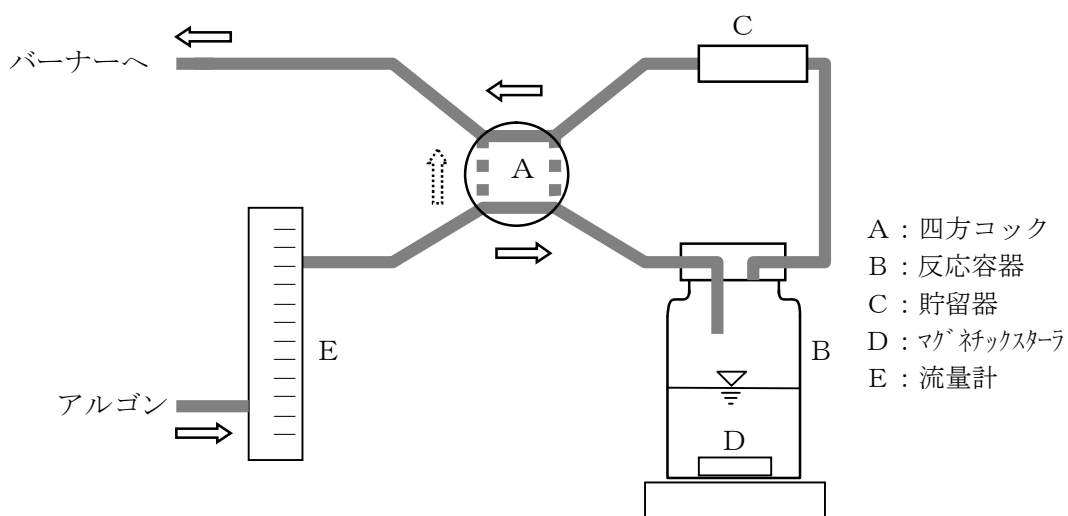 バーナーへ
C
A
E
B
アルゴン
D
A：四方コック
B：反応容器
C：貯留器
D：ﾏｸﾞﾈﾁｯｸｽﾀｰﾗ
E：流量計